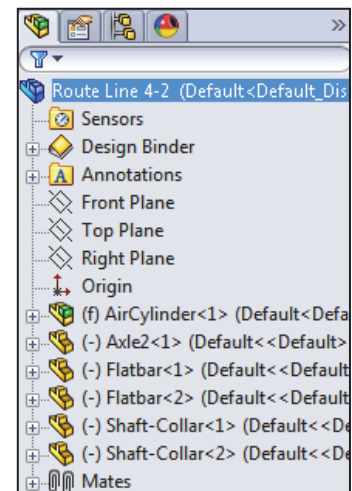 »
Route Line 4-2 (Default<Default_Dis
Sensors
Design Binder
A Annotations
Front Plane
Top Plane
Right Plane
Origin
(f) AirCylinder<1> (Default<Defa
(-) Axle2<1> (Default<<Default>
(-) Flatbar<1> (Default<<Default
(-) Flatbar<2> (Default<<Default
(-) Shaft-Collar<1> (Default<<De
(-) Shaft-Collar<2> (Default<<De
Mates